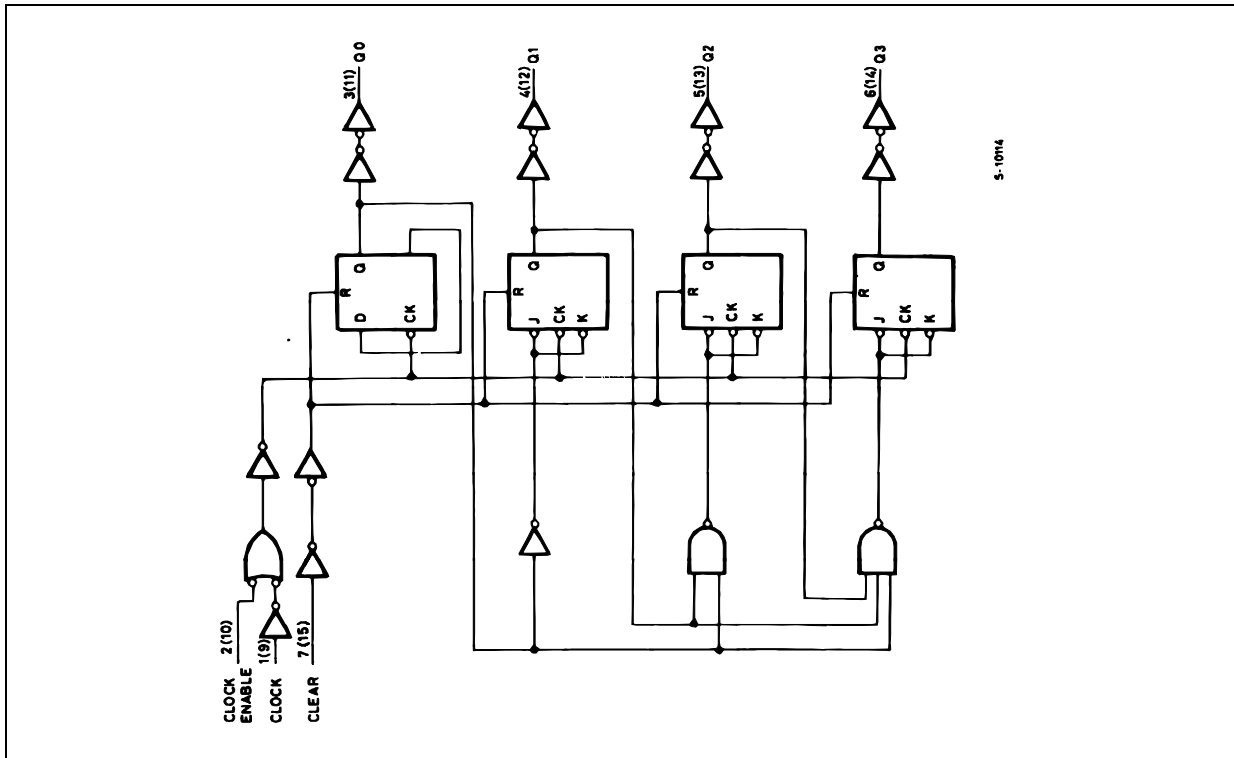 3(11) Q0
4(12) Q1
5(13) Q2
6(14) Q3
S-10114
Q
R
D
CK
Q
R
J
CK
K
Q
R
J
CK
K
Q
R
J
CK
K
2(10)
CLOCK
ENABLE
1(9)
CLOCK
7(15)
CLEAR